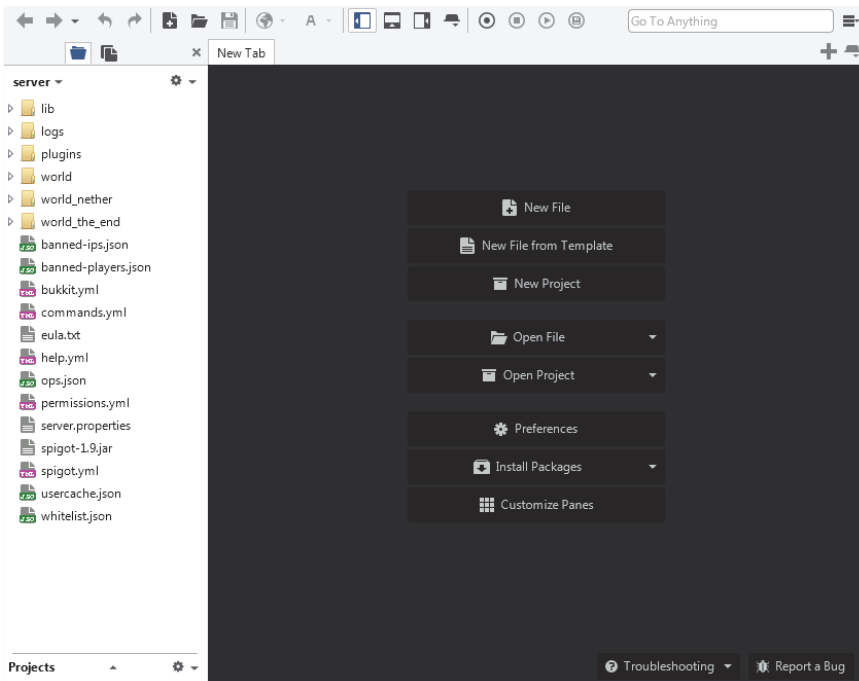 A
Go To Anything
New Tab
server
lib
logs
plugins
world
world_nether
world_the_end
banned-ips.json
banned-players.json
bukkit.yml
commands.yml
eula.txt
help.yml
ops.json
permissions.yml
server.properties
spigot-1.9.jar
spigot.yml
usercache.json
whitelist.json
New File
New File from Template
New Project
Open File
Open Project
Preferences
Install Packages
Customize Panes
Projects
Troubleshooting
Report a Bug